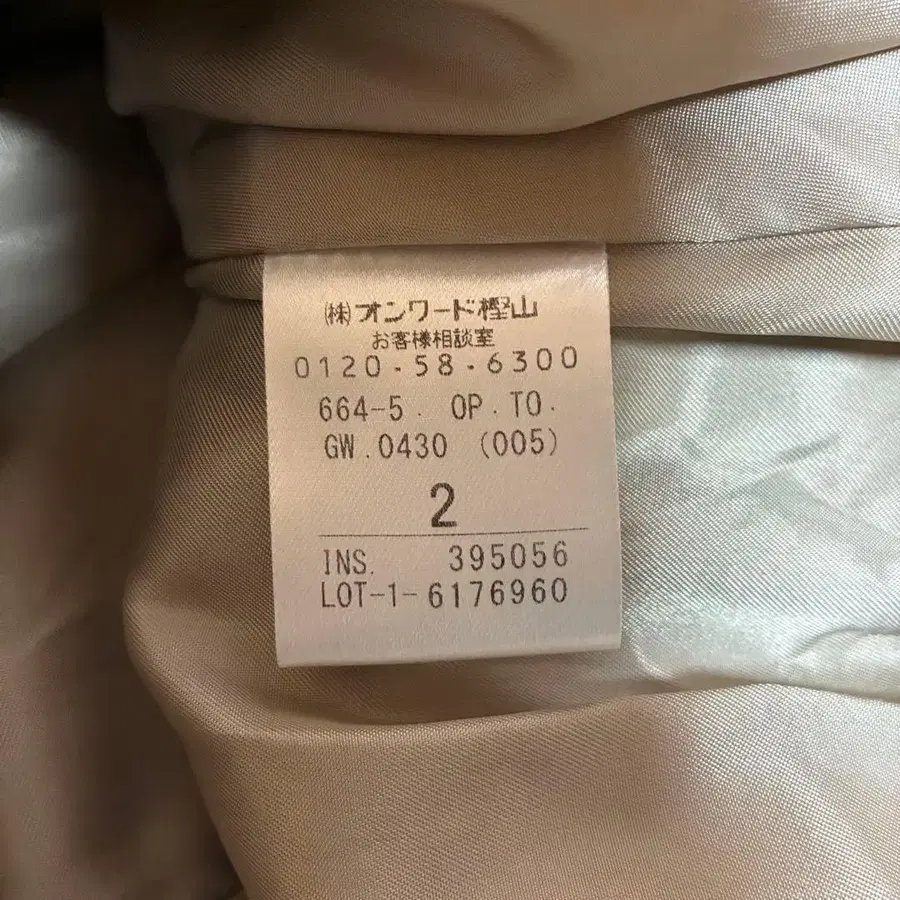 (株)オンワード樫山
お客様相談室
0120-58-6300
664-5. OP.TO.
GW.0430 (005)
2
INS. 395056
LOT-1-6176960